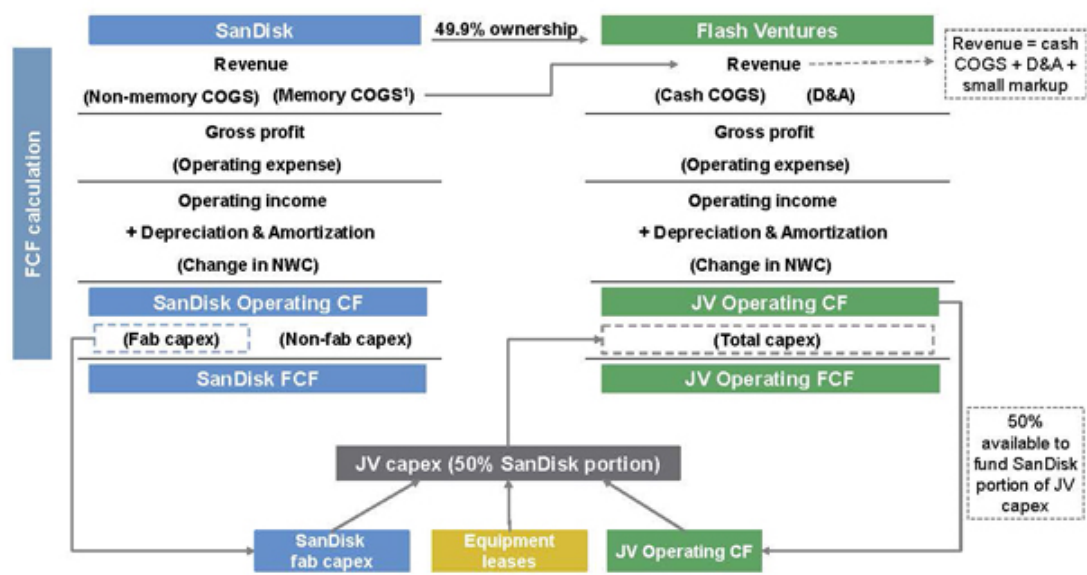 SanDisk
49.9% ownership
Flash Ventures
Revenue = cash
COGS + D&A +
small markup
FCF calculation
Revenue
(Non-memory COGS) (Memory COGS¹)
Revenue
(Cash COGS) (D&A)
Gross profit
(Operating expense)
Gross profit
(Operating expense)
Operating income
+ Depreciation & Amortization
(Change in NWC)
Operating income
+ Depreciation & Amortization
(Change in NWC)
SanDisk Operating CF
JV Operating CF
(Fab capex) (Non-fab capex)
(Total capex)
SanDisk FCF
JV Operating FCF
50%
available to
fund SanDisk
portion of JV
capex
JV capex (50% SanDisk portion)
SanDisk
fab capex
Equipment
leases
JV Operating CF